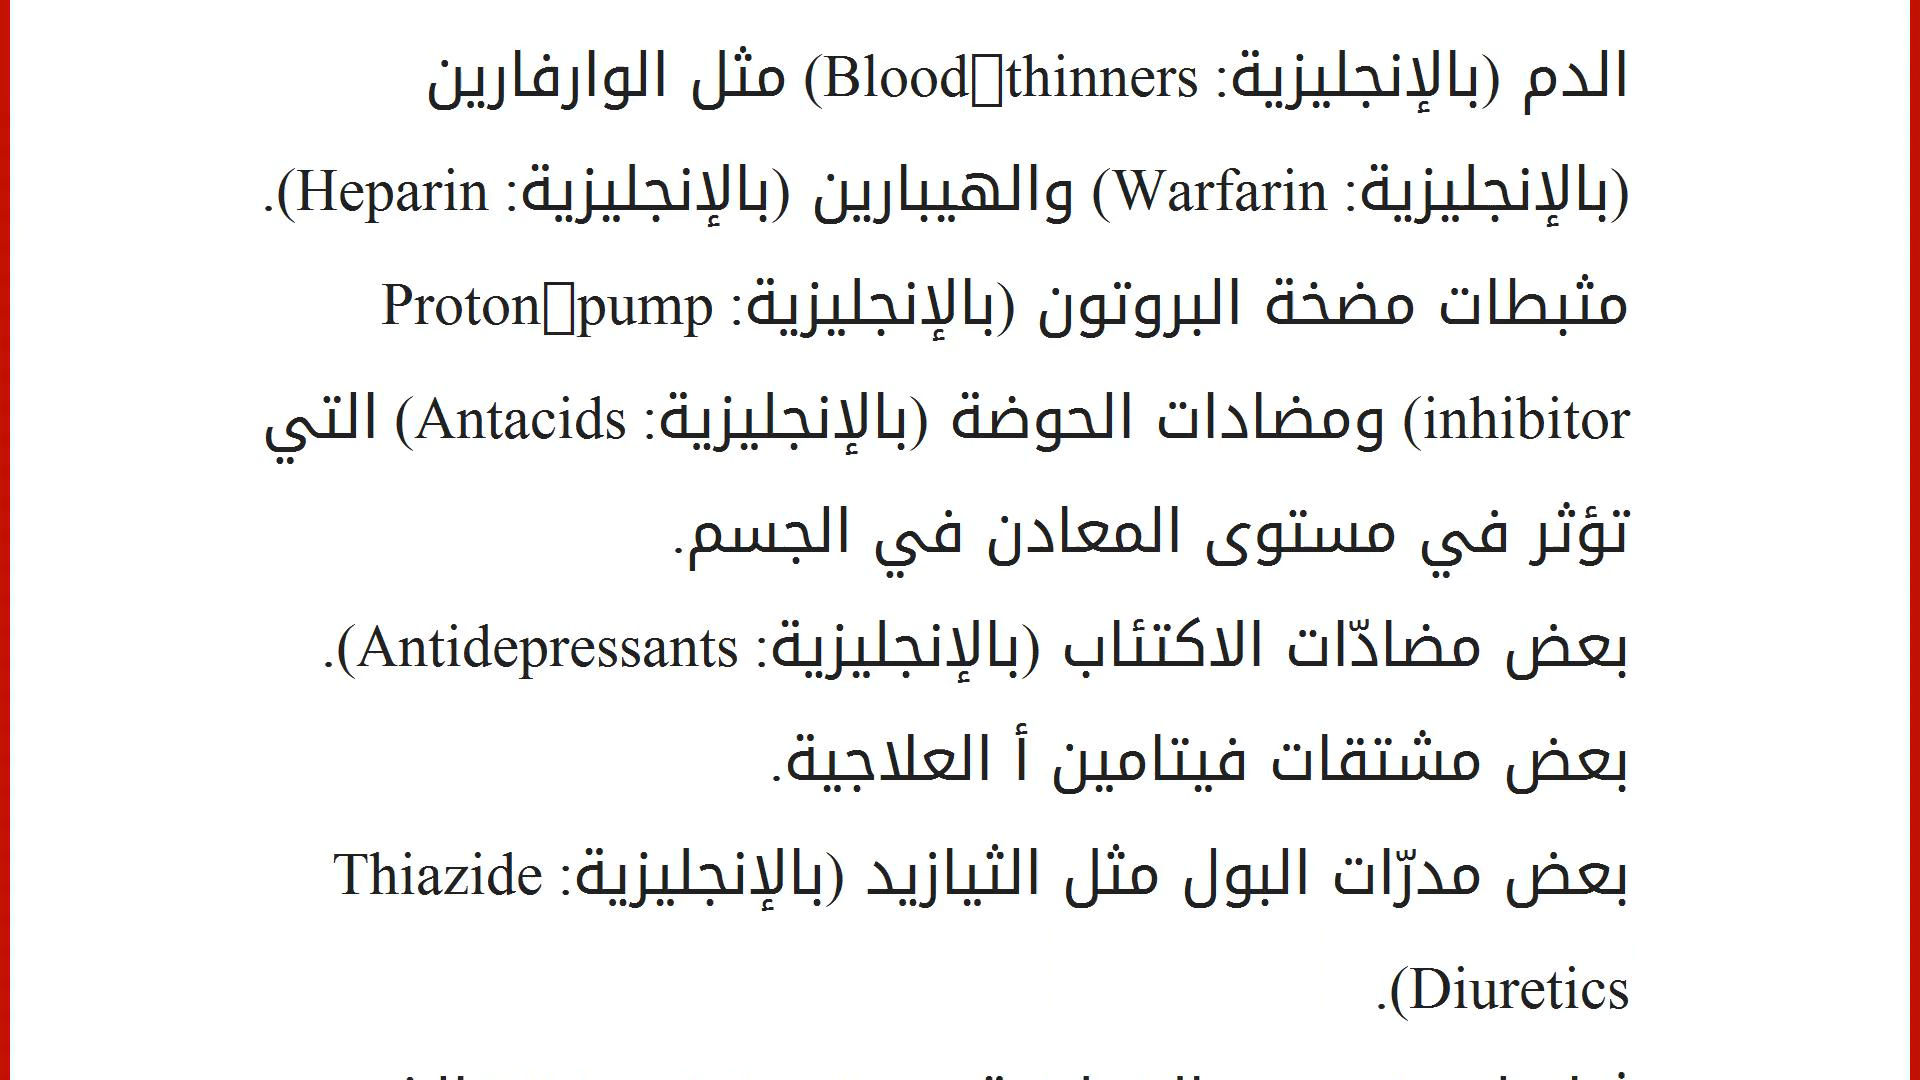 الدم (بالإنجليزية: Blood thinners) مثل الوارفارين
(بالإنجليزية: Warfarin) والهيبارين (بالإنجليزية: Heparin).
مثبطات مضخة البروتون (بالإنجليزية: Proton pump
inhibitor) ومضادات الحوضة (بالإنجليزية: Antacids) التي
تؤثر في مستوى المعادن في الجسم.
بعض مضادّات الاكتئاب (بالإنجليزية: Antidepressants).
بعض مشتقات فيتامين أ العلاجية.
بعض مدرّات البول مثل الثيازيد (بالإنجليزية: Thiazide
Diuretics).